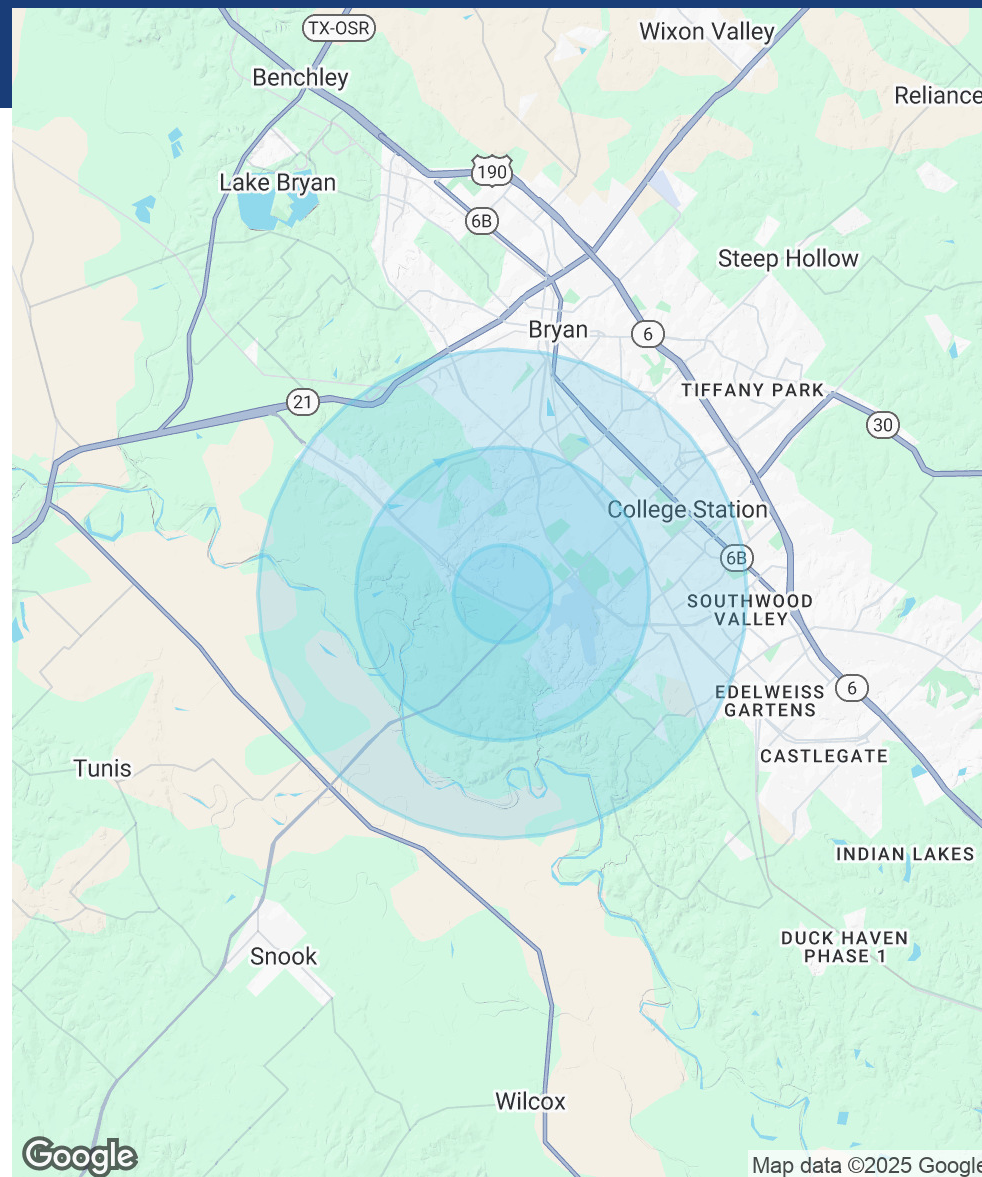 TX-OSR
Wixon Valley
Benchley
Reliance
190
Lake Bryan
6B
Steep Hollow
Bryan
6
TIFFANY PARK
21
30
College Station
6B
SOUTHWOOD
VALLEY
EDELWEISS
GARTENS
6
CASTLEGATE
Tunis
INDIAN LAKES
DUCK HAVEN
PHASE 1
Snook
Wilcox
Google
Map data ©2025 Google